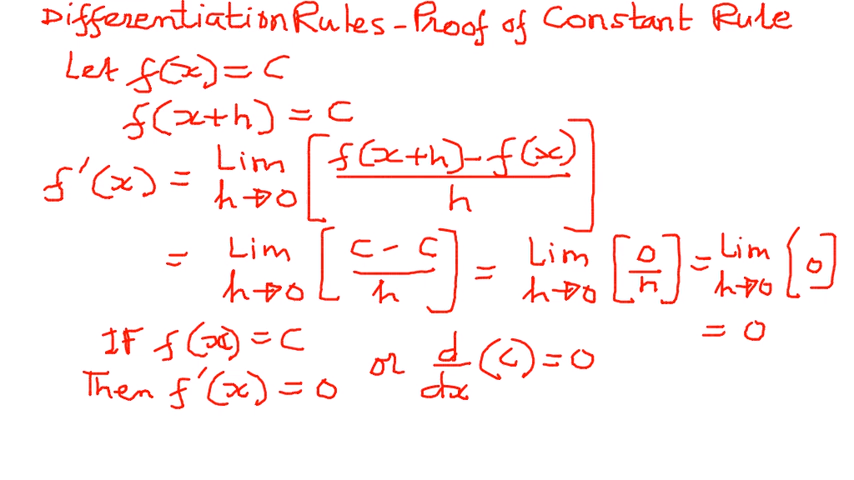 Differentiation Rules - Proof of Constant Rule
Let f(x) = C
f(x+h) = C
f'(x) = Lim h→0 [ f(x+h) - f(x) / h ]
= Lim h→0 [ C - C / h ] = Lim h→0 [ 0 / h ] = Lim h→0 [ 0 ]
= 0
IF f(x) = C
Then f'(x) = 0 or d/dx (C) = 0